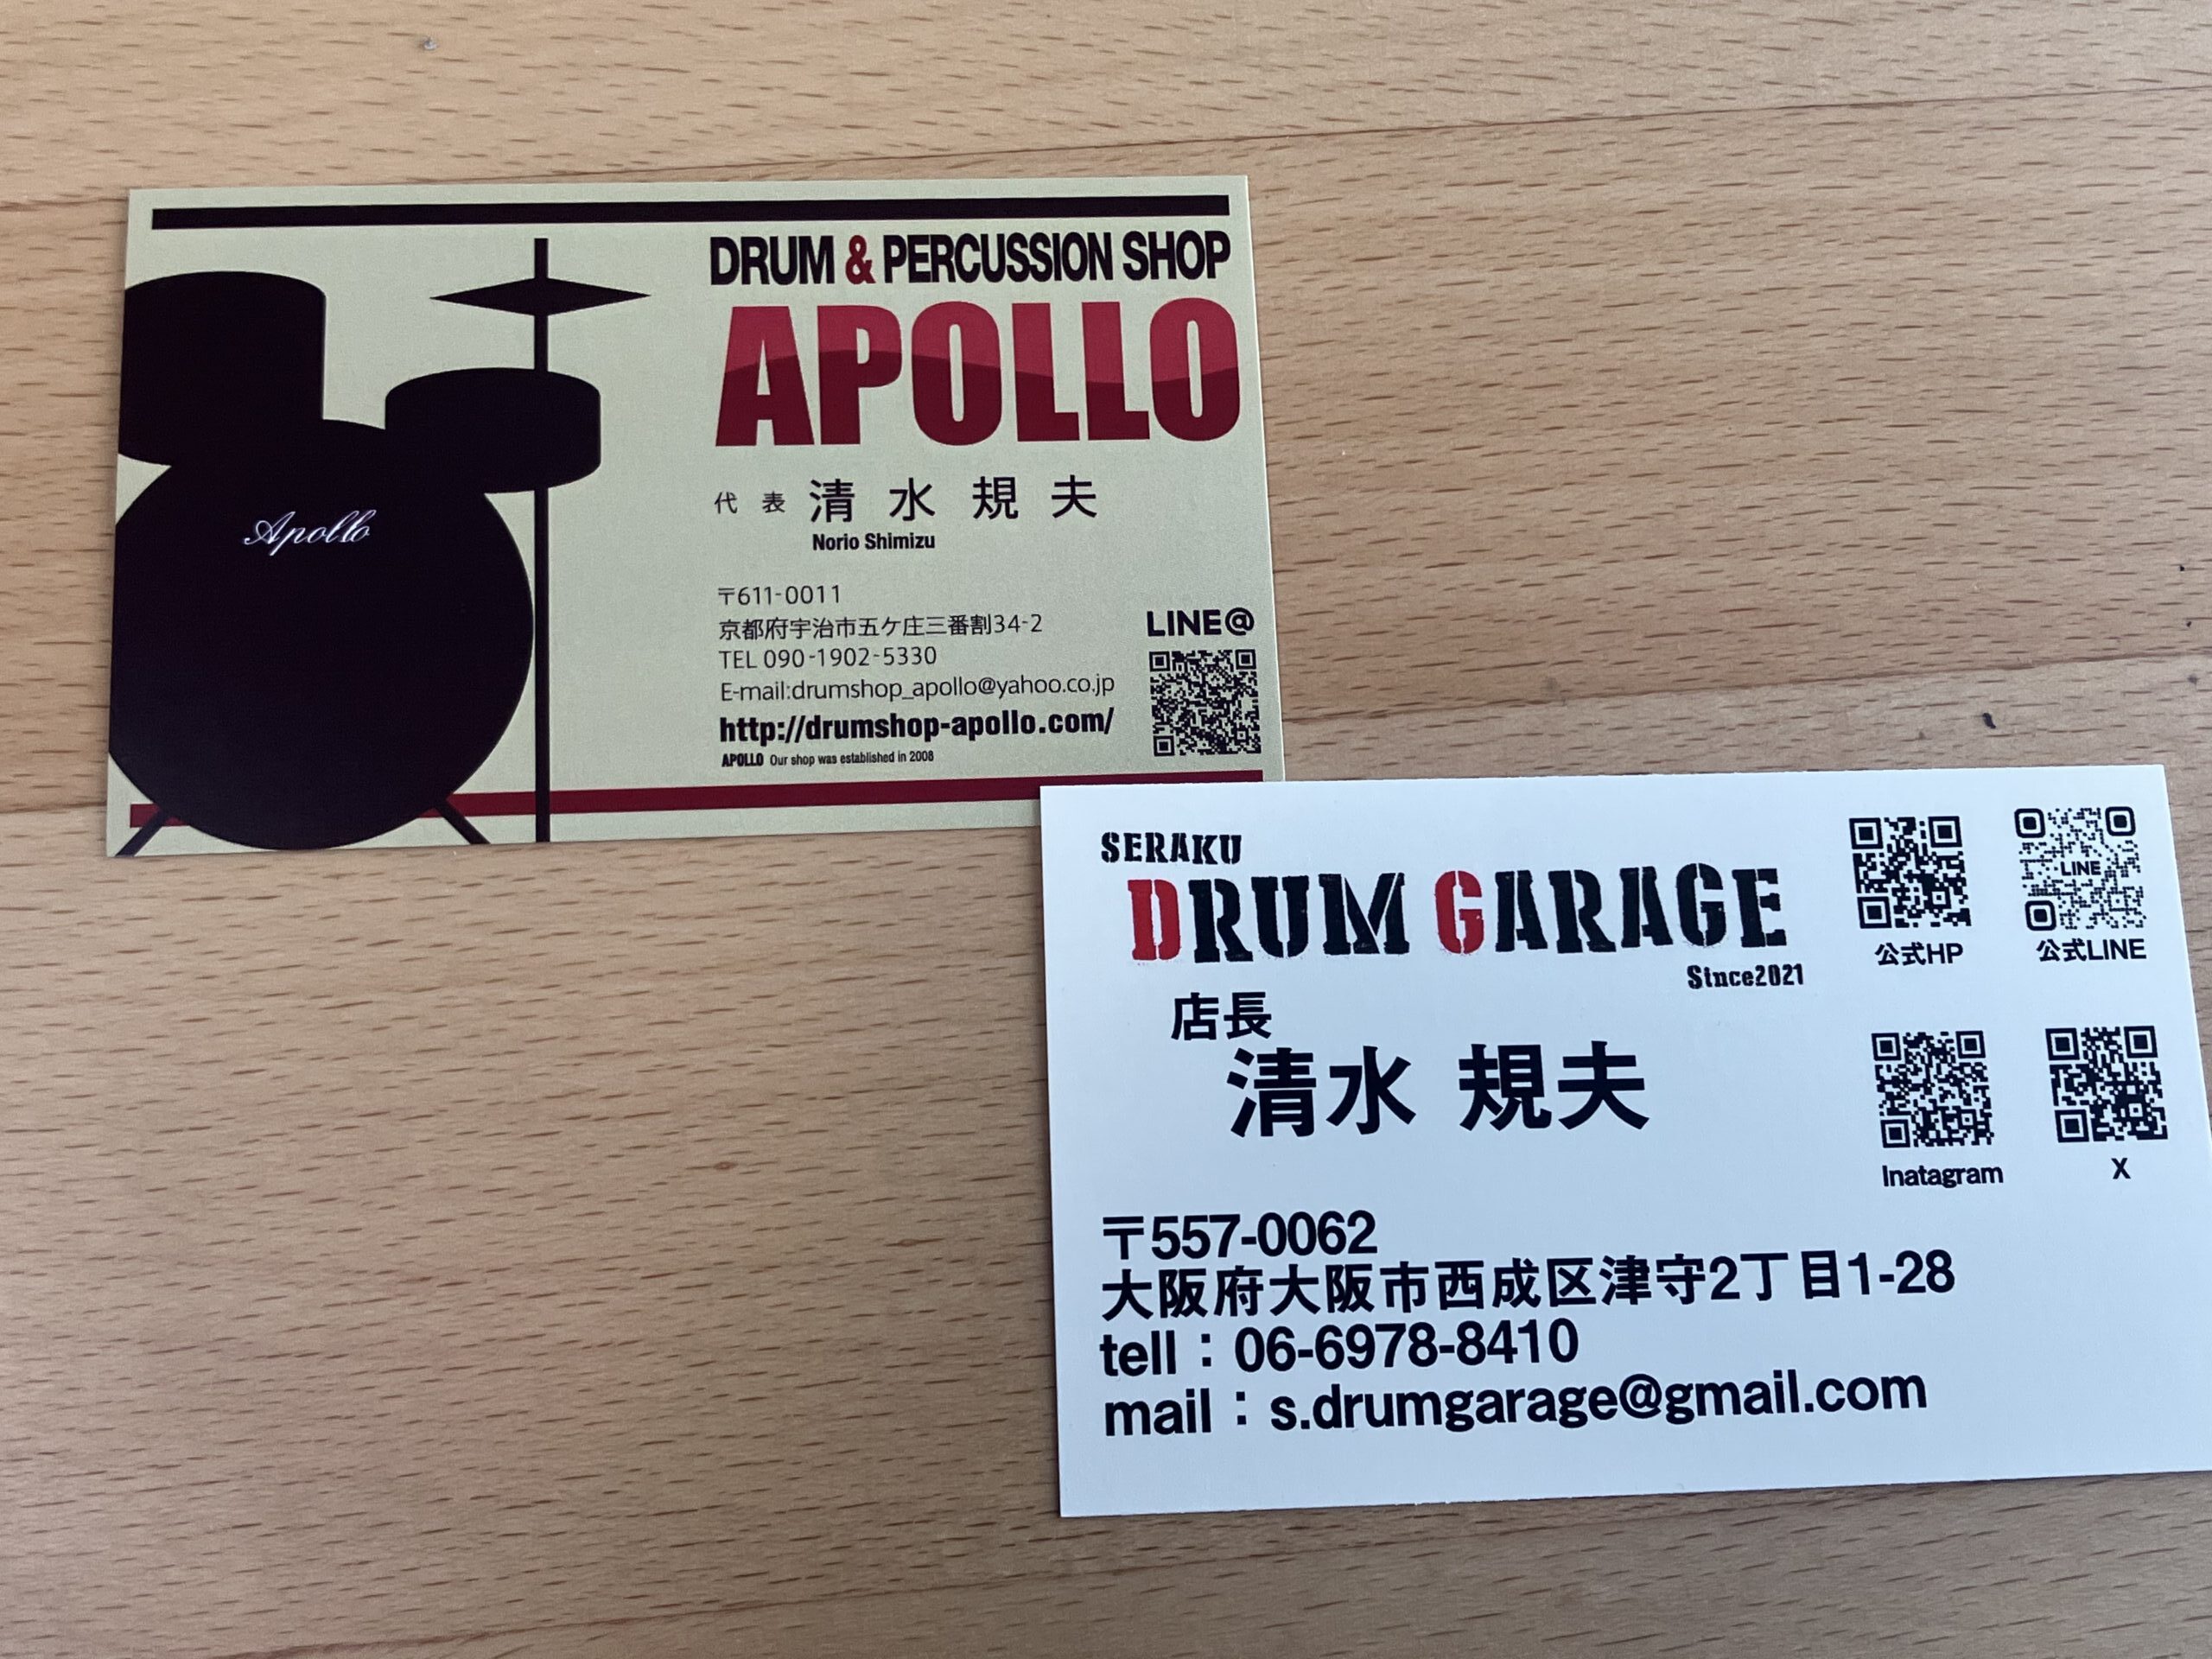 DRUM & PERCUSSION SHOP
APOLLO
Apollo
代表 清水規夫
Norio Shimizu
〒611-0011
京都府宇治市五ケ庄三番割34-2
TEL 090-1902-5330
E-mail:drumshop_apollo@yahoo.co.jp
http://drumshop-apollo.com/
APOLLO Our shop was established in 2008
LINE@
SERAKU
DRUM GARAGE
Since2021
店長
清水 規夫
〒557-0062
大阪府大阪市西成区津守2丁目1-28
tell：06-6978-8410
mail：s.drumgarage@gmail.com
公式HP
LINE
公式LINE
Inatagram
X